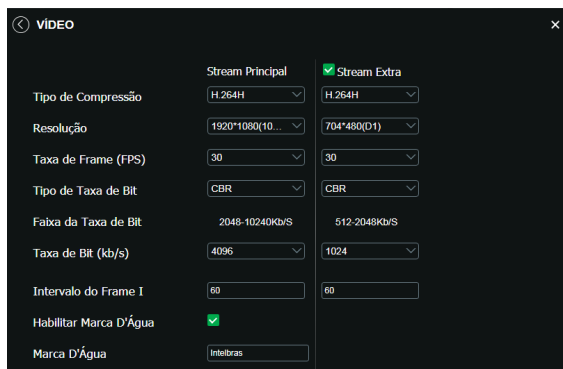 VÍDEO
Stream Principal Stream Extra
Tipo de Compressão H.264H H.264H
Resolução 1920*1080(10... 704*480(D1)
Taxa de Frame (FPS) 30 30
Tipo de Taxa de Bit CBR CBR
Faixa da Taxa de Bit 2048-10240Kb/S 512-2048Kb/S
Taxa de Bit (kb/s) 4096 1024
Intervalo do Frame I 60 60
Habilitar Marca D'Água
Marca D'Água Intelbras